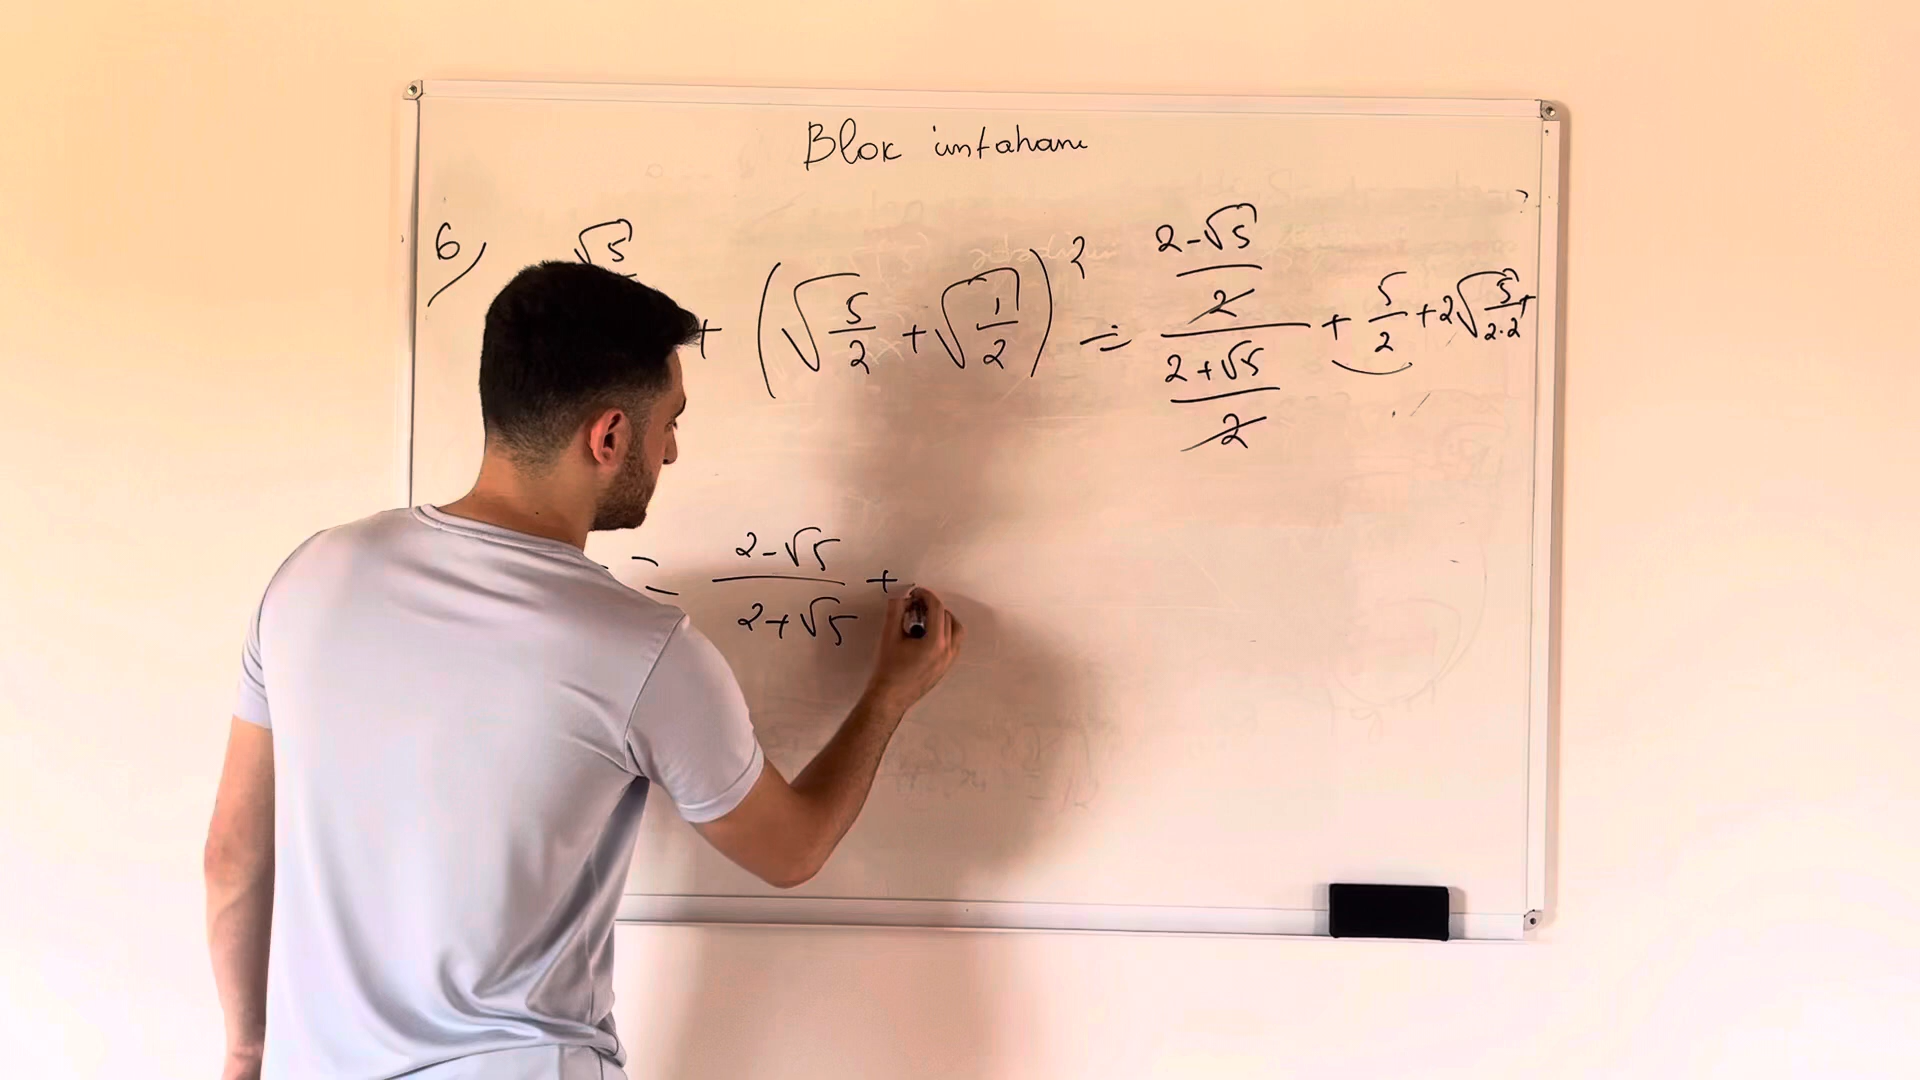 Blok imtahanı
6) √5 + (√(5/2) + √(1/2))² = ((2-√5)/2)/((2+√5)/2) + 5/2 + 2√(5/(2·2)) +
= (2-√5)/(2+√5) +